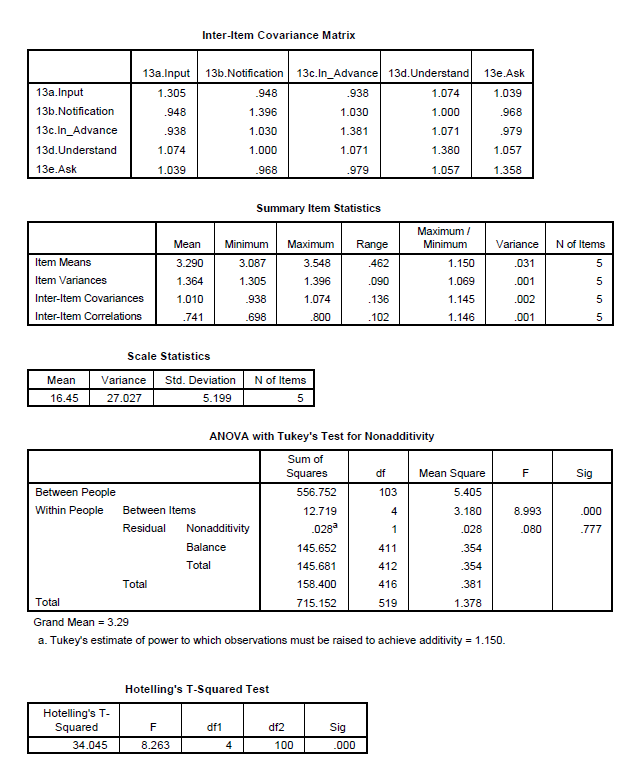 Inter-Item Covariance Matrix
13a.Input 13b.Notification 13c.In_Advance 13d.Understand 13e.Ask
13a.Input 1.305 .948 .938 1.074 1.039
13b.Notification .948 1.396 1.030 1.000 .968
13c.In_Advance .938 1.030 1.381 1.071 .979
13d.Understand 1.074 1.000 1.071 1.380 1.057
13e.Ask 1.039 .968 .979 1.057 1.358
Summary Item Statistics
Maximum /
Mean Minimum Maximum Range Minimum Variance N of Items
Item Means 3.290 3.087 3.548 .462 1.150 .031 5
Item Variances 1.364 1.305 1.396 .090 1.069 .001 5
Inter-Item Covariances 1.010 .938 1.074 .136 1.145 .002 5
Inter-Item Correlations .741 .698 .800 .102 1.146 .001 5
Scale Statistics
Mean Variance Std. Deviation N of Items
16.45 27.027 5.199 5
ANOVA with Tukey's Test for Nonadditivity
Sum of
Squares df Mean Square F Sig
Between People 556.752 103 5.405
Within People Between Items 12.719 4 3.180 8.993 .000
Residual Nonadditivity .028a 1 .028 .080 .777
Balance 145.652 411 .354
Total 145.681 412 .354
Total 158.400 416 .381
Total 715.152 519 1.378
Grand Mean = 3.29
a. Tukey's estimate of power to which observations must be raised to achieve additivity = 1.150.
Hotelling's T-Squared Test
Hotelling's T-
Squared F df1 df2 Sig
34.045 8.263 4 100 .000